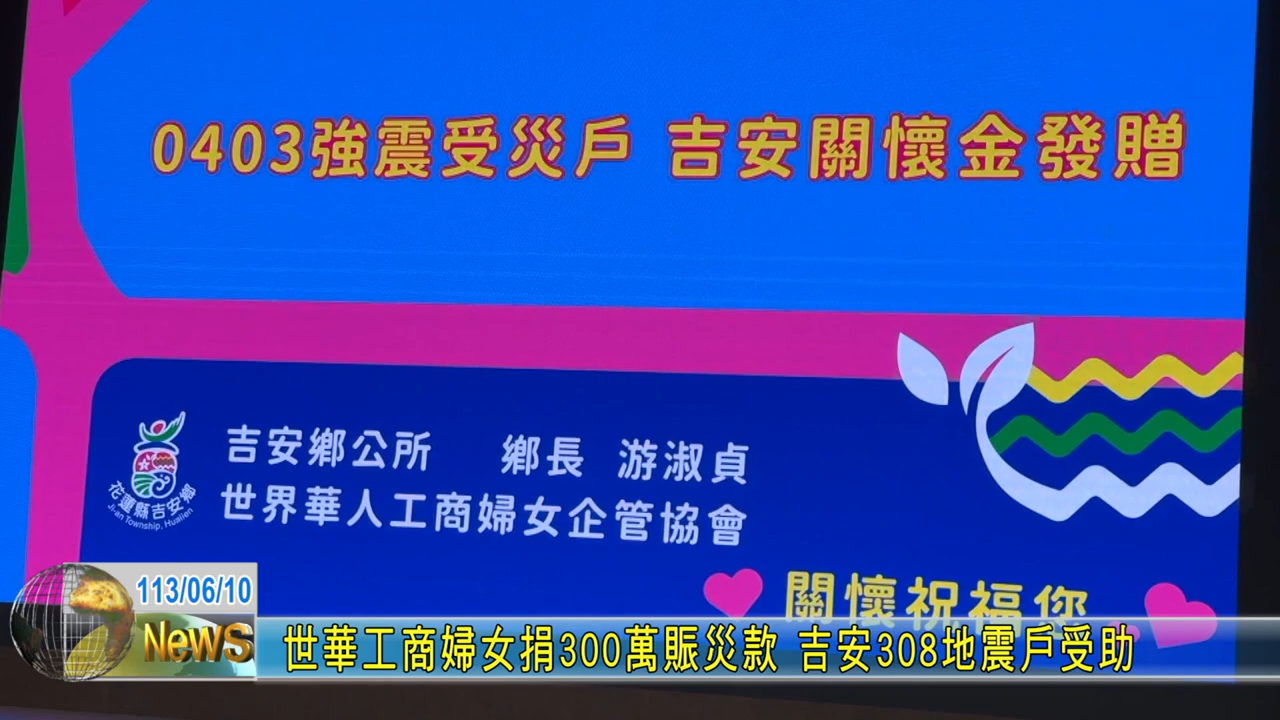 0403強震受災戶 吉安關懷金發贈
吉安鄉公所 鄉長 游淑貞
世界華人工商婦女企管協會
花蓮縣吉安鄉
Ji-an Township, Hualien
關懷祝福您
113/06/10
NewS
世華工商婦女捐300萬賑災款 吉安308地震戶受助